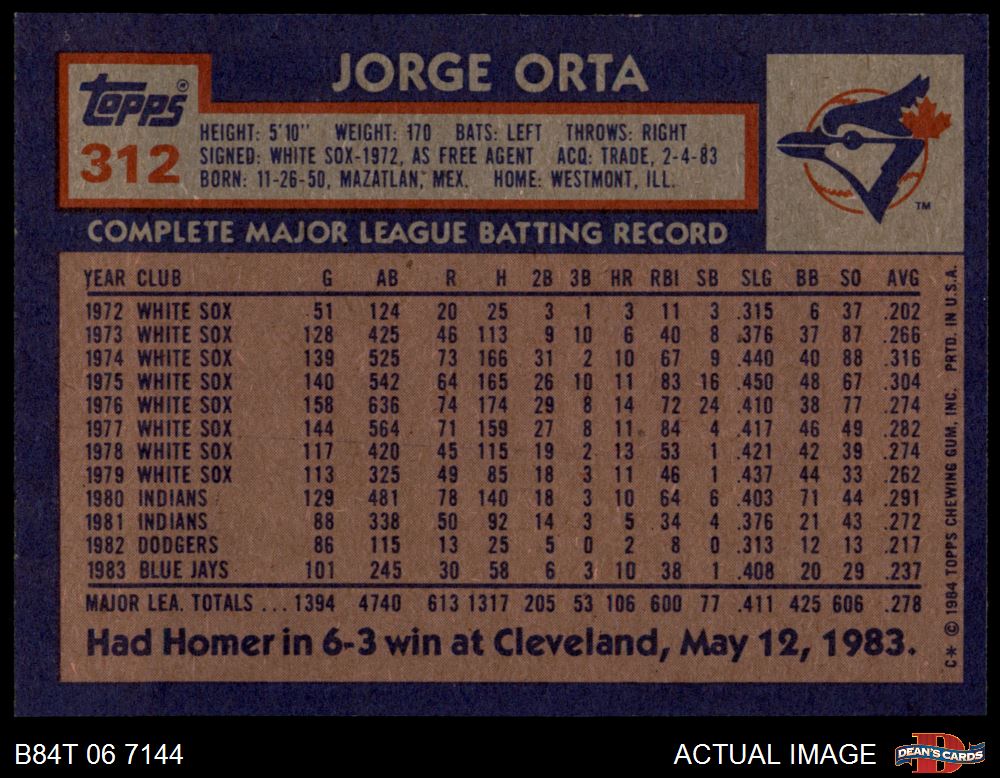 JORGE ORTA
Topps®
312
HEIGHT: 5'10" WEIGHT: 170 BATS: LEFT THROWS: RIGHT
SIGNED: WHITE SOX-1972, AS FREE AGENT ACQ: TRADE, 2-4-83
BORN: 11-26-50, MAZATLAN, MEX. HOME: WESTMONT, ILL.
TM
COMPLETE MAJOR LEAGUE BATTING RECORD
YEAR CLUB G AB R H 2B 3B HR RBI SB SLG BB SO AVG
1972 WHITE SOX 51 124 20 25 3 1 3 11 3 .315 6 37 .202
1973 WHITE SOX 128 425 46 113 9 10 6 40 8 .376 37 87 .266
1974 WHITE SOX 139 525 73 166 31 2 10 67 9 .440 40 88 .316
1975 WHITE SOX 140 542 64 165 26 10 11 83 16 .450 48 67 .304
1976 WHITE SOX 158 636 74 174 29 8 14 72 24 .410 38 77 .274
1977 WHITE SOX 144 564 71 159 27 8 11 84 4 .417 46 49 .282
1978 WHITE SOX 117 420 45 115 19 2 13 53 1 .421 42 39 .274
1979 WHITE SOX 113 325 49 85 18 3 11 46 1 .437 44 33 .262
1980 INDIANS 129 481 78 140 18 3 10 64 6 .403 71 44 .291
1981 INDIANS 88 338 50 92 14 3 5 34 4 .376 21 43 .272
1982 DODGERS 86 115 13 25 5 0 2 8 0 .313 12 13 .217
1983 BLUE JAYS 101 245 30 58 6 3 10 38 1 .408 20 29 .237
MAJOR LEA. TOTALS ... 1394 4740 613 1317 205 53 106 600 77 .411 425 606 .278
Had Homer in 6-3 win at Cleveland, May 12, 1983.
C* © 1984 TOPPS CHEWING GUM, INC. PRTD. IN U.S.A.
B84T 06 7144
ACTUAL IMAGE
D
DEAN'S CARDS